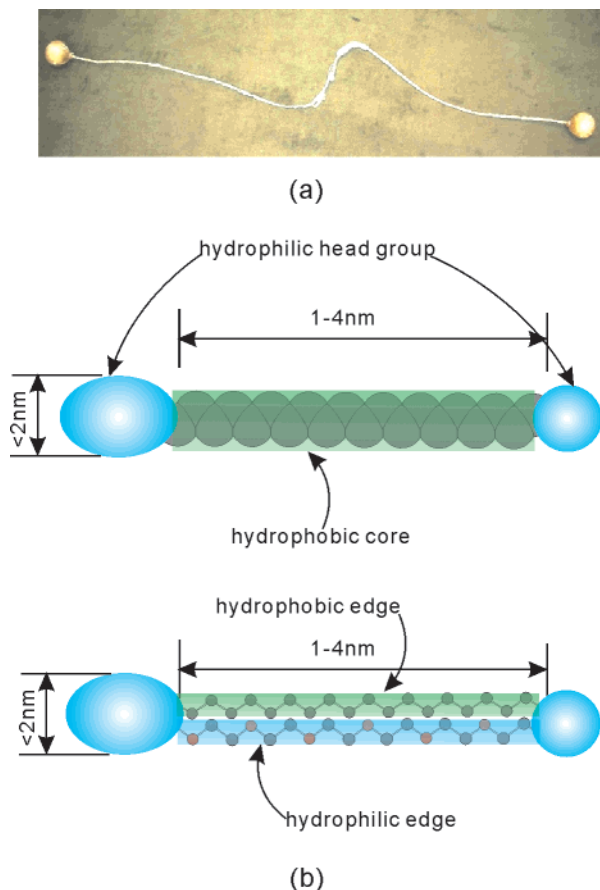 (a)
hydrophilic head group
1-4nm
<2nm
hydrophobic core
hydrophobic edge
1-4nm
<2nm
hydrophilic edge
(b)